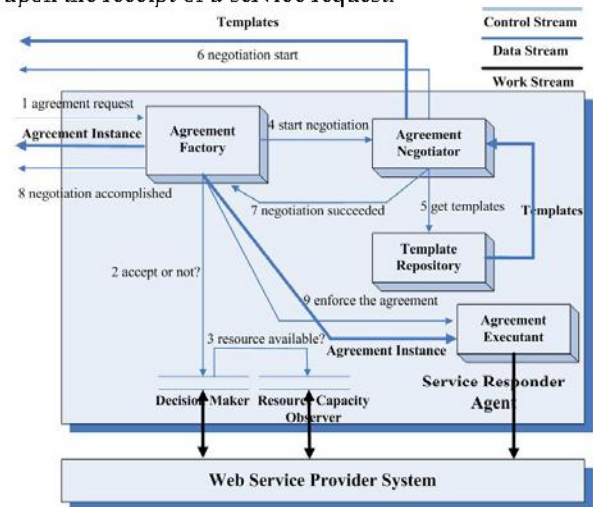 upon the receipt of a service request.
Templates
Control Stream
6 negotiation start
Data Stream
Work Stream
1 agreement request
Agreement
Factory
4 start negotiation
Agreement
Negotiator
Agreement Instance
8 negotiation accomplished
7 negotiation succeeded
5 get templates
Templates
Template
Repository
2 accept or not?
9 enforce the agreement
Agreement
Executant
3 resource available?
Agreement Instance
Service Responder
Agent
Decision Maker
Resource Capacity
Observer
Web Service Provider System